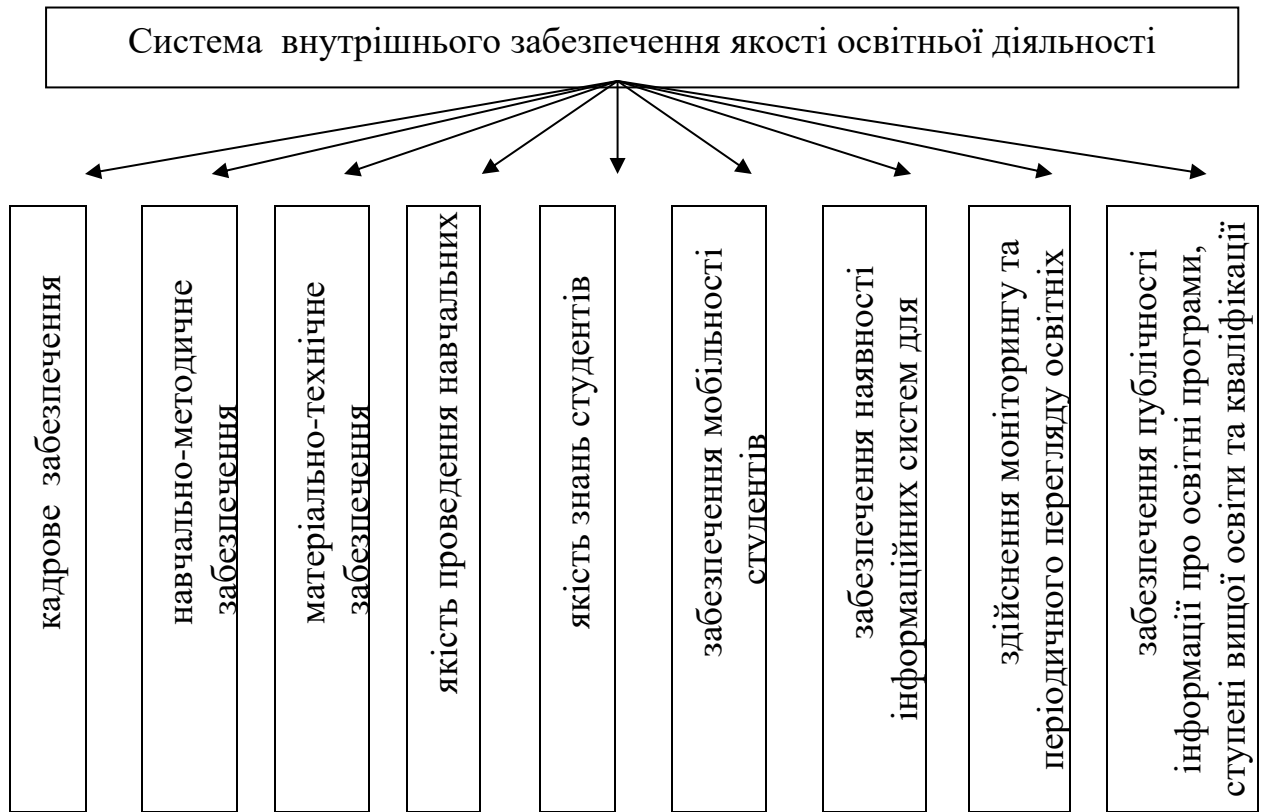 Система внутрішнього забезпечення якості освітньої діяльності
кадрове забезпечення
навчально-методичне
забезпечення
матеріально-технічне
забезпечення
якість проведення навчальних
якість знань студентів
забезпечення мобільності
студентів
забезпечення наявності
інформаційних систем для
здійснення моніторингу та
періодичного перегляду освітніх
забезпечення публічності
інформації про освітні програми,
ступені вищої освіти та кваліфікації